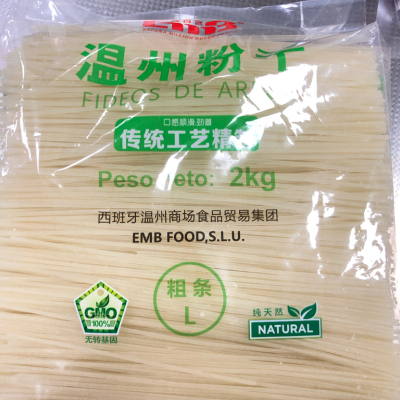 温州粉干
FIDEOS DE AR
口感顺滑劲道
传统工艺精制
Peso neto: 2kg
西班牙温州商场食品贸易集团
EMB FOOD,S.L.U.
粗条
L
GMO
100%
无转基因
纯天然
NATURAL